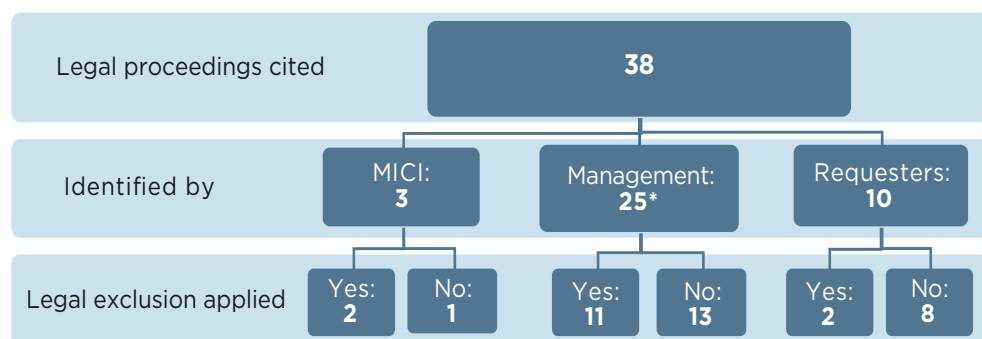 Legal proceedings cited
38
Identified by
MICI:
3
Management:
25*
Requesters:
10
Legal exclusion applied
Yes:
2
No:
1
Yes:
11
No:
13
Yes:
2
No:
8